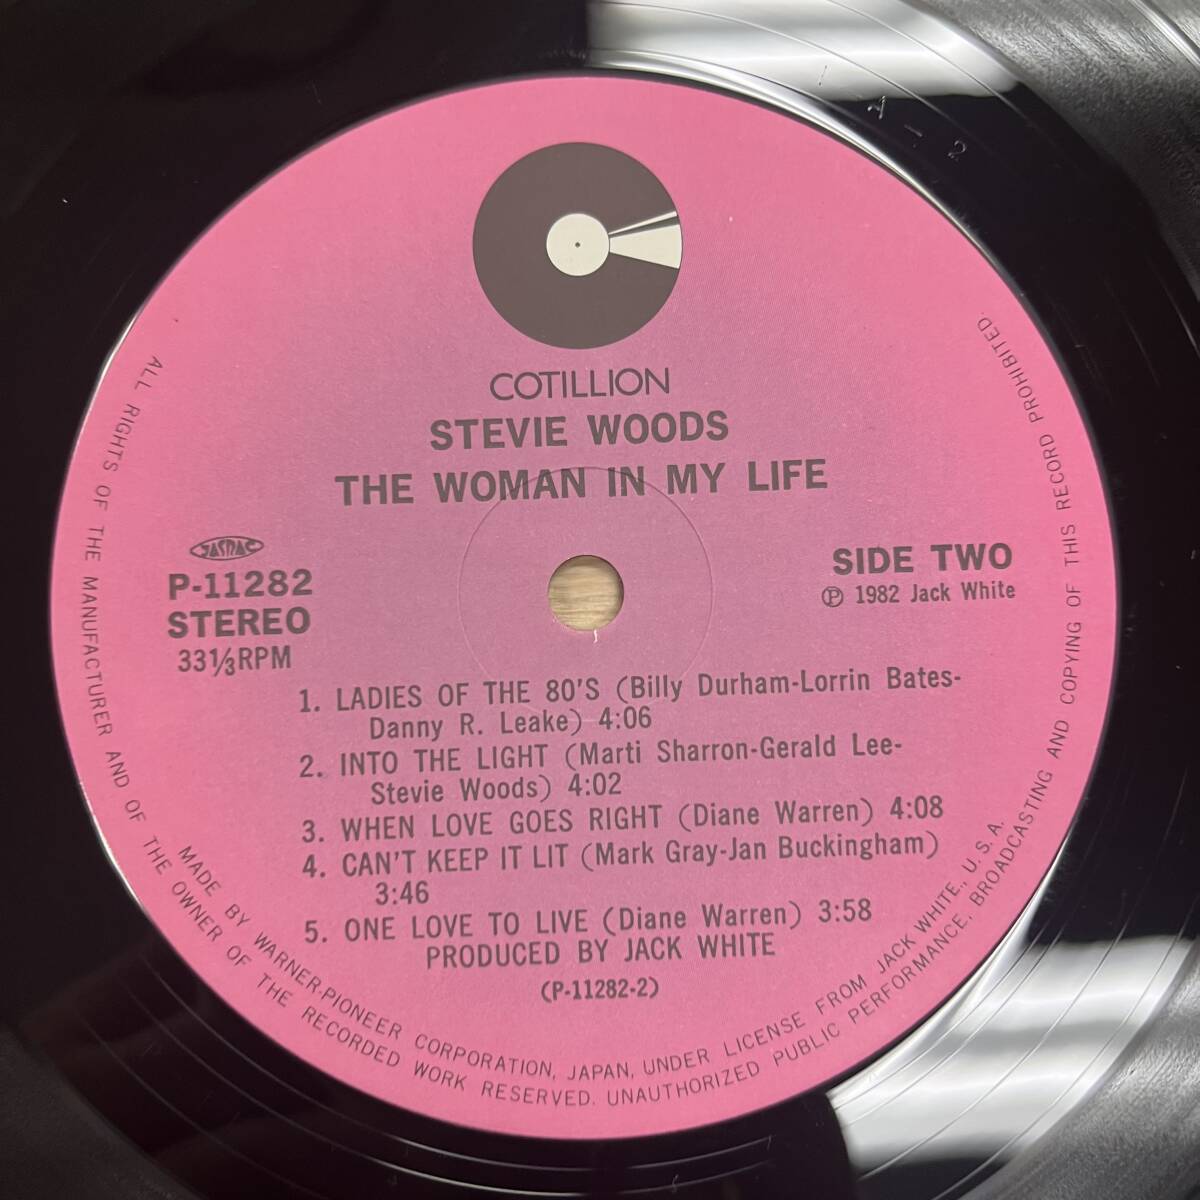 A-2
COTILLION
STEVIE WOODS
THE WOMAN IN MY LIFE
JASRAC
P-11282
STEREO
33⅓RPM
SIDE TWO
Ⓟ 1982 Jack White
1. LADIES OF THE 80'S (Billy Durham-Lorrin Bates-
Danny R. Leake) 4:06
2. INTO THE LIGHT (Marti Sharron-Gerald Lee-
Stevie Woods) 4:02
3. WHEN LOVE GOES RIGHT (Diane Warren) 4:08
4. CAN'T KEEP IT LIT (Mark Gray-Jan Buckingham)
3:46
5. ONE LOVE TO LIVE (Diane Warren) 3:58
PRODUCED BY JACK WHITE
(P-11282-2)
MADE BY WARNER-PIONEER CORPORATION, JAPAN, UNDER LICENSE FROM JACK WHITE., U. S. A.
ALL RIGHTS OF THE MANUFACTURER AND OF THE OWNER OF THE RECORDED WORK RESERVED. UNAUTHORIZED PUBLIC PERFORMANCE. BROADCASTING AND COPYING OF THIS RECORD PROHIBITED.